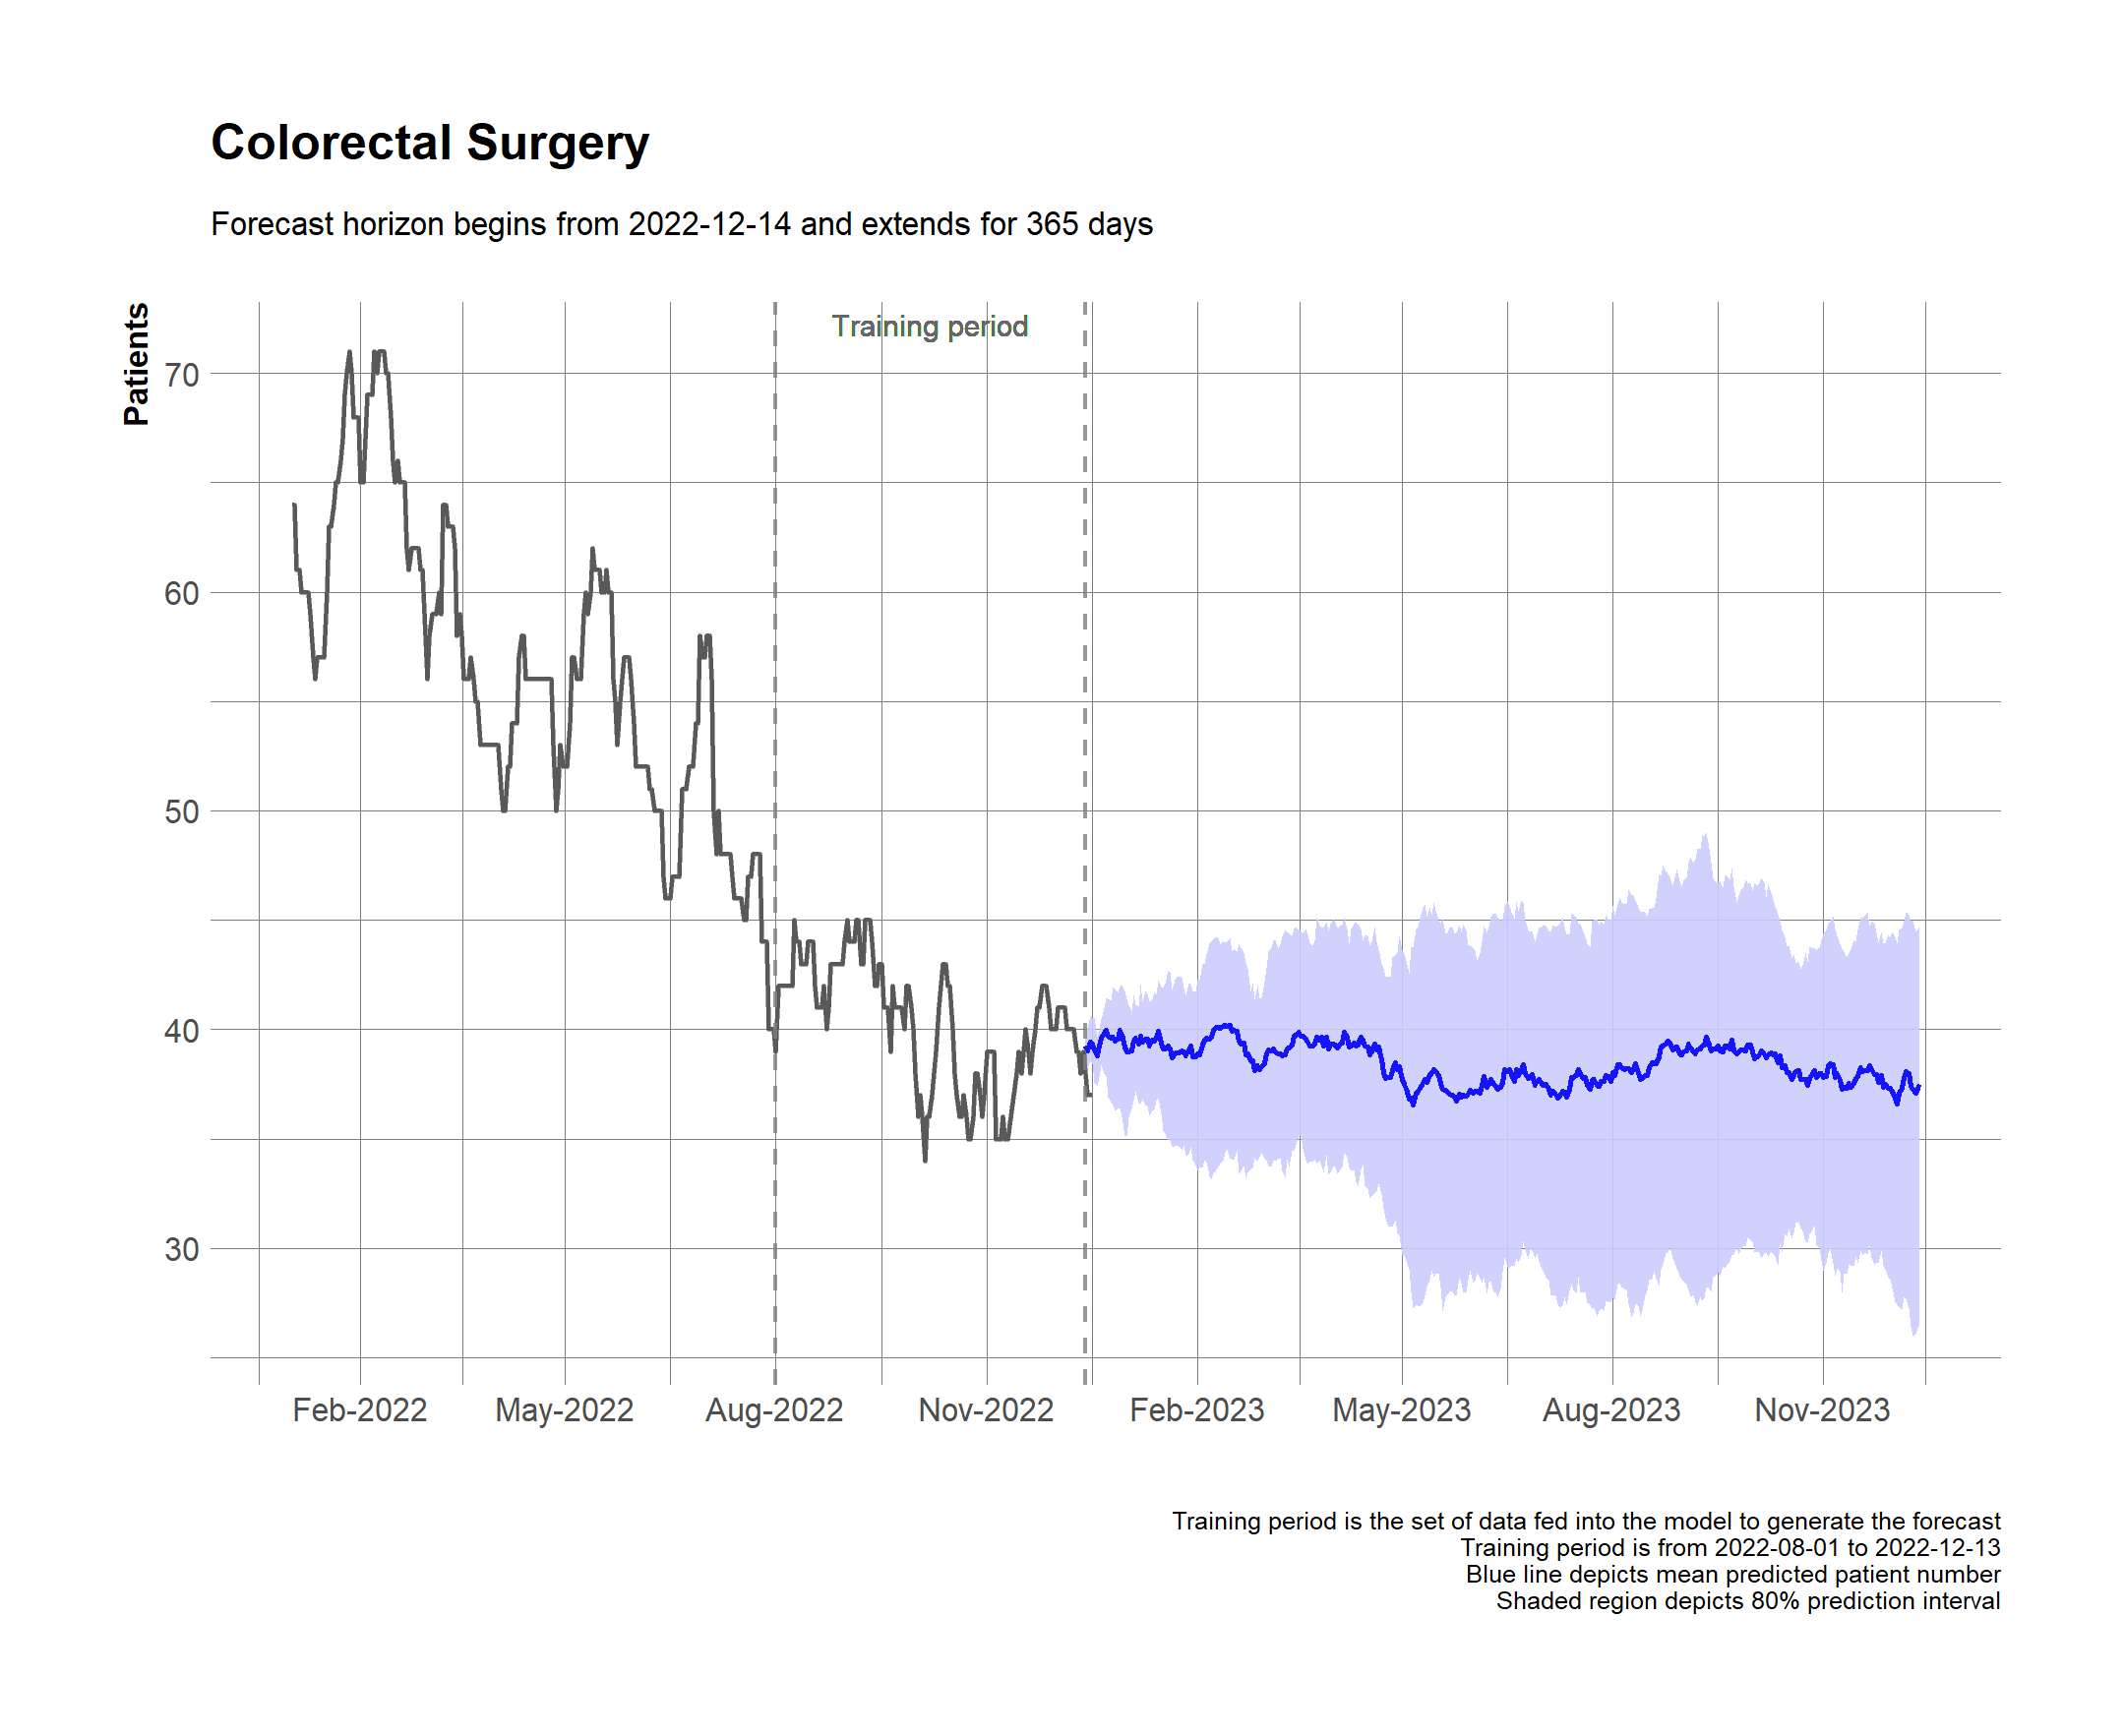 Colorectal Surgery
Forecast horizon begins from 2022-12-14 and extends for 365 days
Patients
Training period
70
60
50
40
30
Feb-2022
May-2022
Aug-2022
Nov-2022
Feb-2023
May-2023
Aug-2023
Nov-2023
Training period is the set of data fed into the model to generate the forecast
Training period is from 2022-08-01 to 2022-12-13
Blue line depicts mean predicted patient number
Shaded region depicts 80% prediction interval